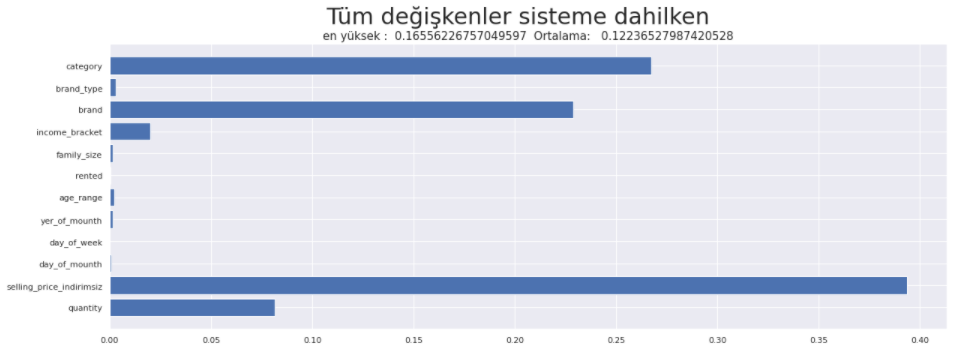 Tüm değişkenler sisteme dahilken
en yüksek :  0.16556226757049597  Ortalama:   0.12236527987420528
category
brand_type
brand
income_bracket
family_size
rented
age_range
yer_of_mounth
day_of_week
day_of_mounth
selling_price_indirimsiz
quantity
0.00 0.05 0.10 0.15 0.20 0.25 0.30 0.35 0.40